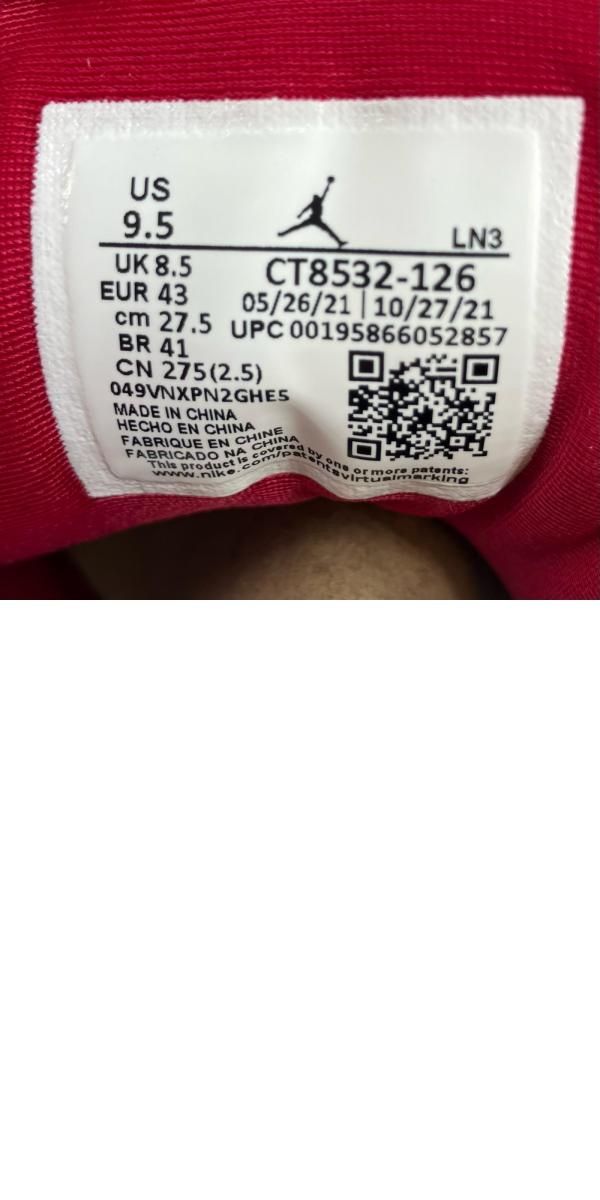 US
9.5
LN3
UK 8.5
CT8532-126
EUR 43
05/26/21 | 10/27/21
cm 27.5
UPC 00195866052857
BR 41
CN 275(2.5)
049VNXPN2GHE5
MADE IN CHINA
HECHO EN CHINA
FABRIQUE EN CHINE
FABRICADO NA CHINA
This product is covered by one or more patents:
www.nike.com/patentsvirtualmarking